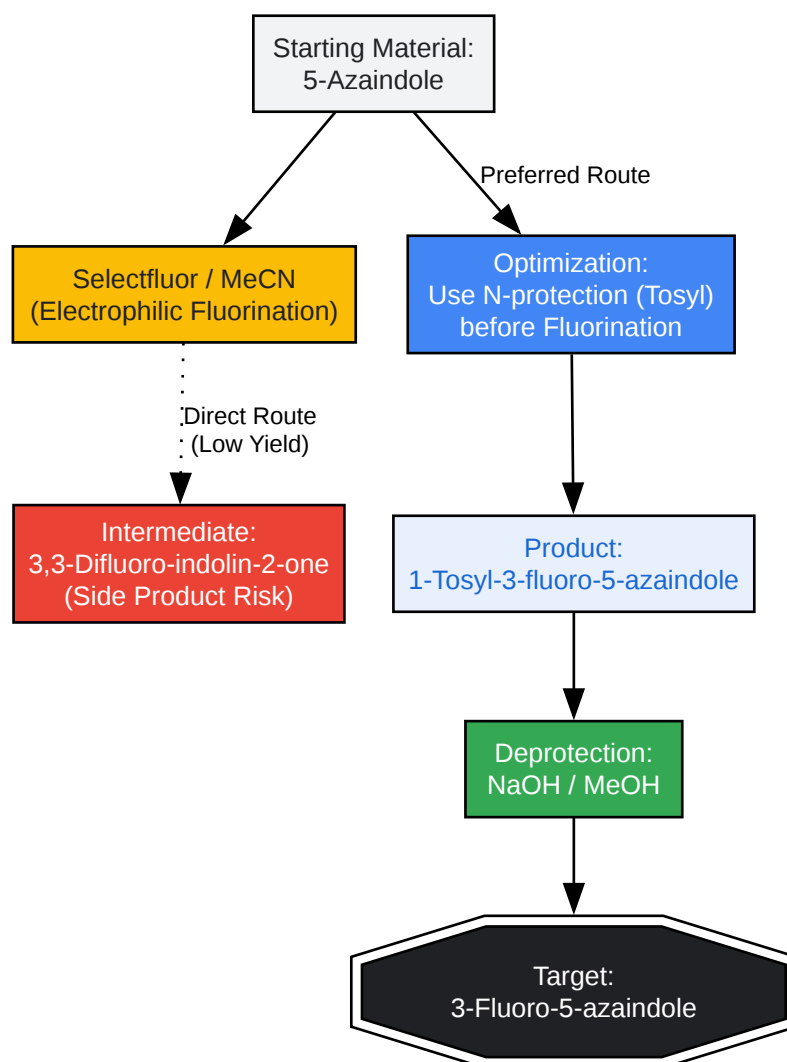 Starting Material:
5-Azaindole
Preferred Route
Selectfluor / MeCN
(Electrophilic Fluorination)
Optimization:
Use N-protection (Tosyl)
before Fluorination
Direct Route
(Low Yield)
Intermediate:
3,3-Difluoro-indolin-2-one
(Side Product Risk)
Product:
1-Tosyl-3-fluoro-5-azaindole
Deprotection:
NaOH / MeOH
Target:
3-Fluoro-5-azaindole